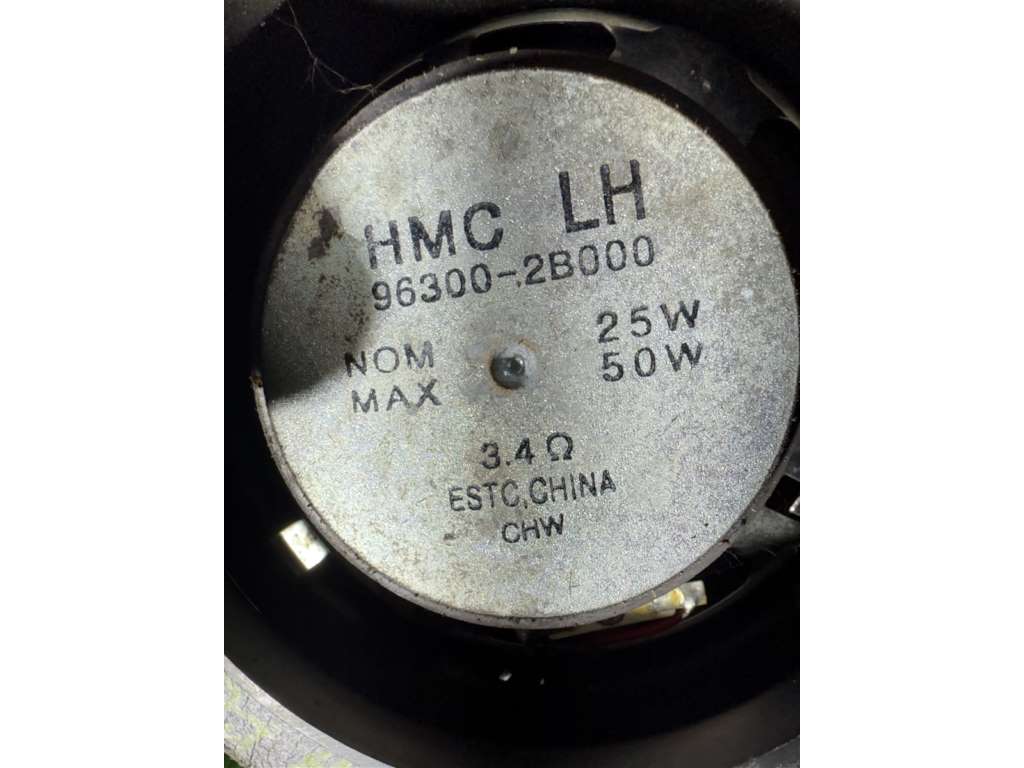 HMC LH
96300-2B000
NOM 25W
MAX 50W
3.4Ω
ESTC,CHINA
CHW